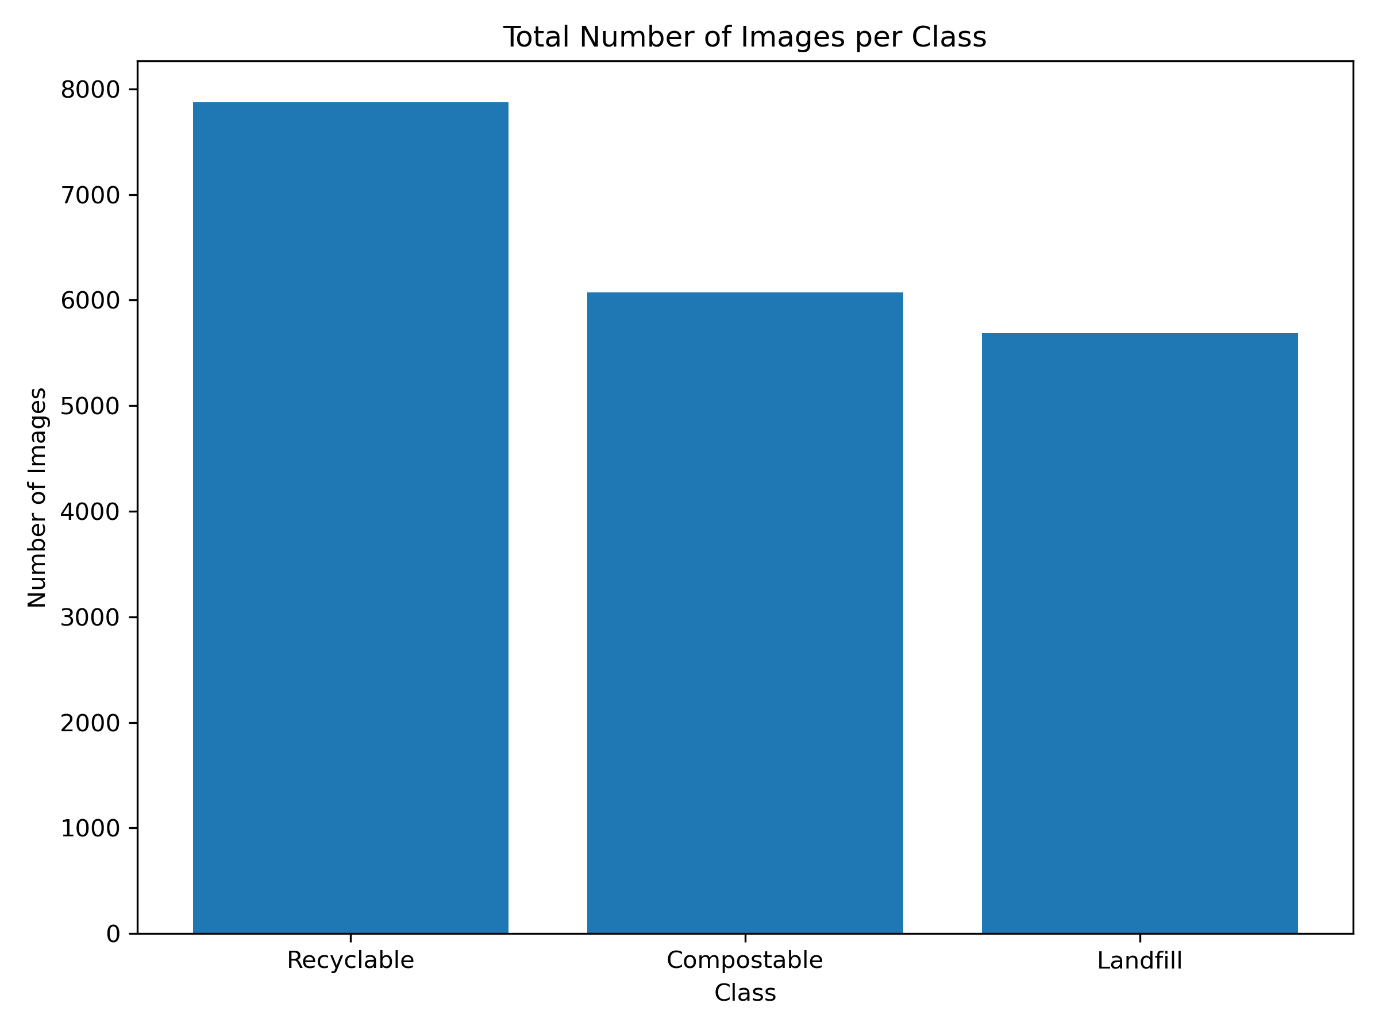 Total Number of Images per Class
8000
7000
6000
5000
4000
3000
2000
1000
0
Number of Images
Recyclable Compostable Landfill
Class